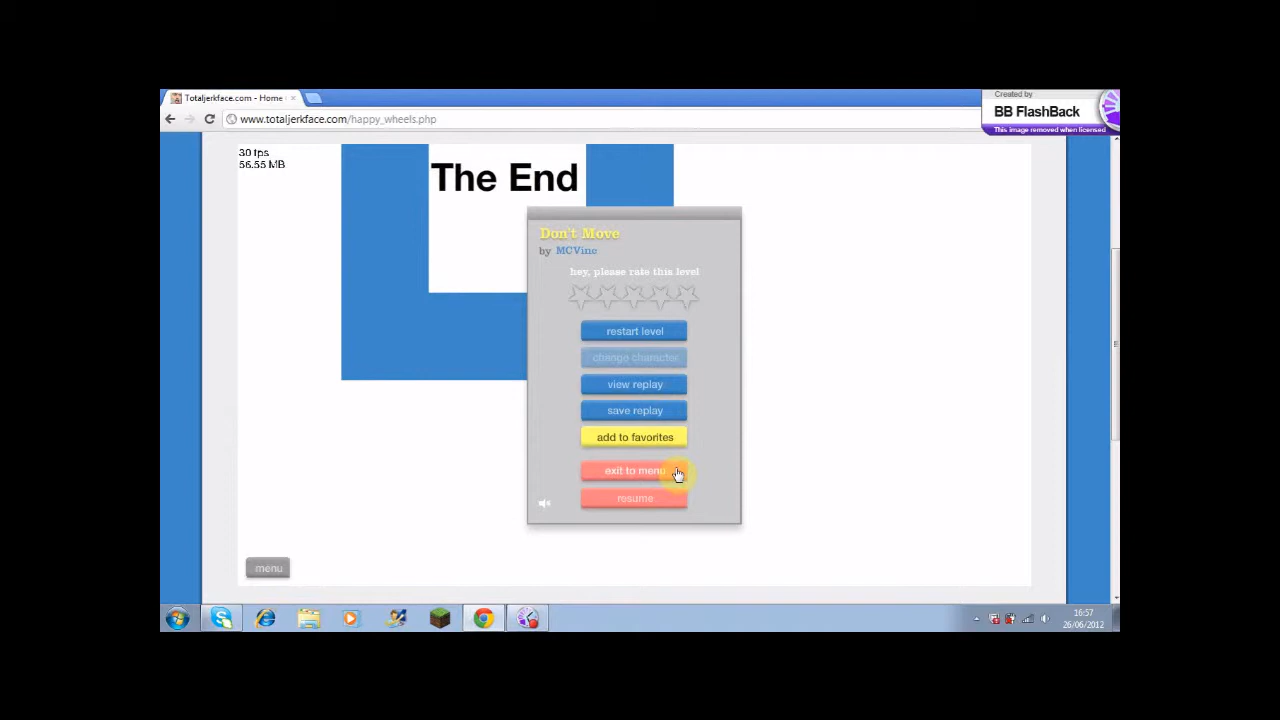 Totaljerkface.com - Home
Created by
BB FlashBack
This image removed when licensed
www.totaljerkface.com/happy_wheels.php
30 fps
56.55 MB
The End
Don't Move
by MCVine
hey, please rate this level
restart level
change character
view replay
save replay
add to favorites
exit to menu
resume
menu
16:57
26/06/2012